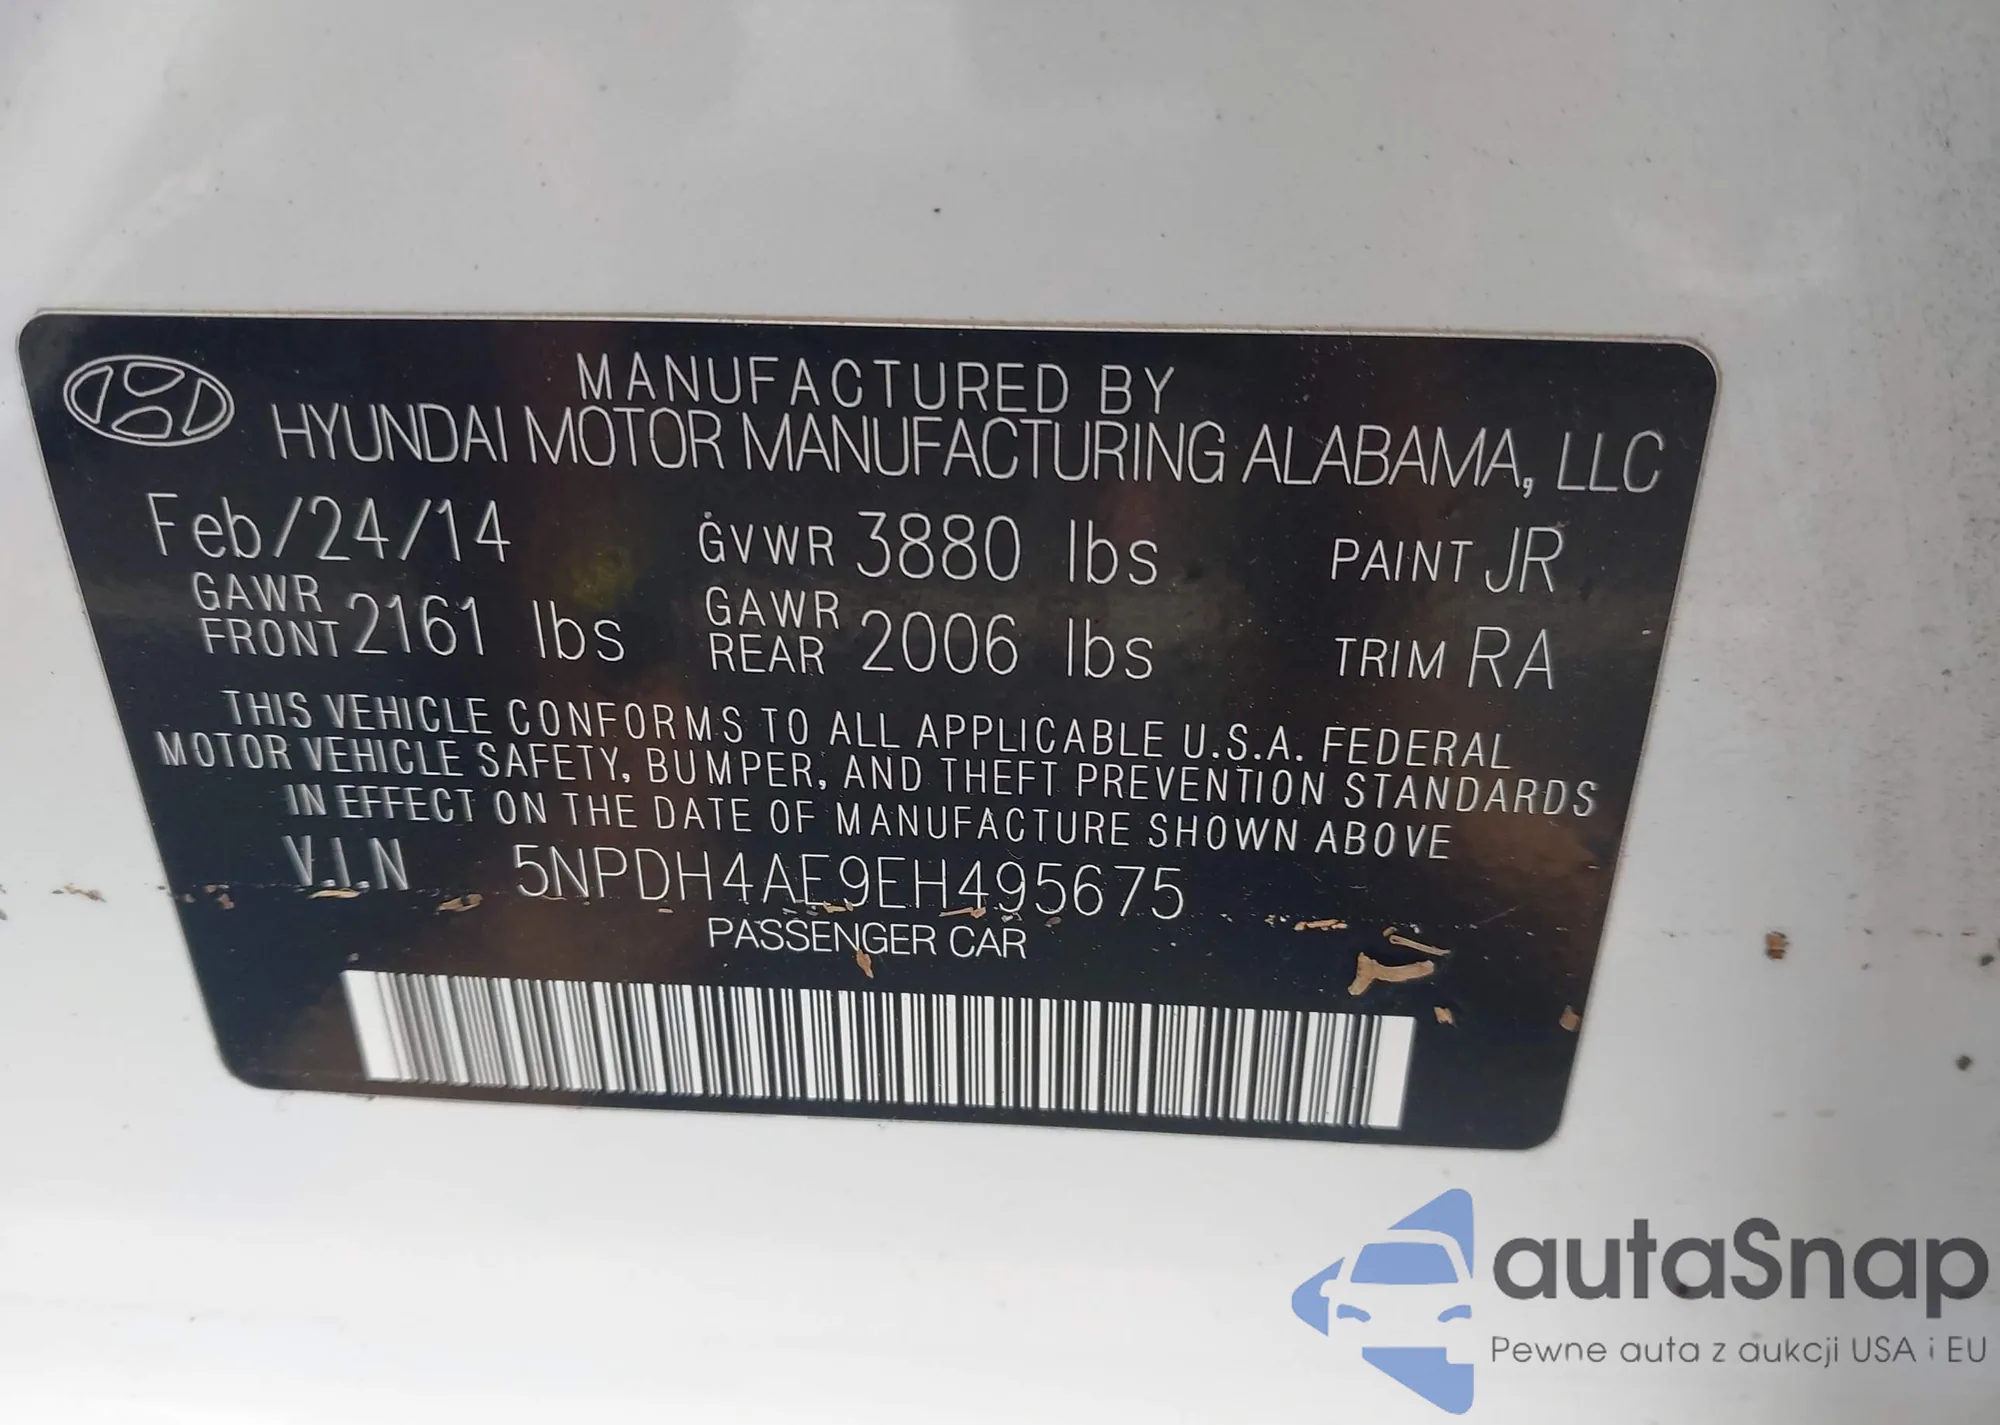 MANUFACTURED BY
HYUNDAI MOTOR MANUFACTURING ALABAMA, LLC
Feb/24/14 GVWR 3880 lbs PAINT JR
GAWR FRONT 2161 lbs GAWR REAR 2006 lbs TRIM RA
THIS VEHICLE CONFORMS TO ALL APPLICABLE U.S.A. FEDERAL
MOTOR VEHICLE SAFETY, BUMPER, AND THEFT PREVENTION STANDARDS
IN EFFECT ON THE DATE OF MANUFACTURE SHOWN ABOVE
V.I.N 5NPDH4AE9EH495675
PASSENGER CAR
autaSnap
Pewne auta z aukcji USA i EU